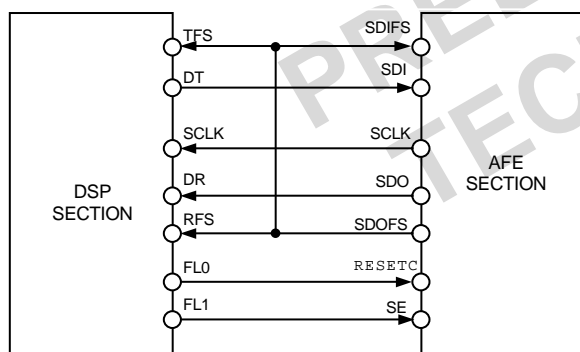 TFS SDIFS
DT SDI
SCLK SCLK
DSP
SECTION
AFE
SECTION
DR SDO
RFS SDOFS
FL0 RESETC
FL1 SE